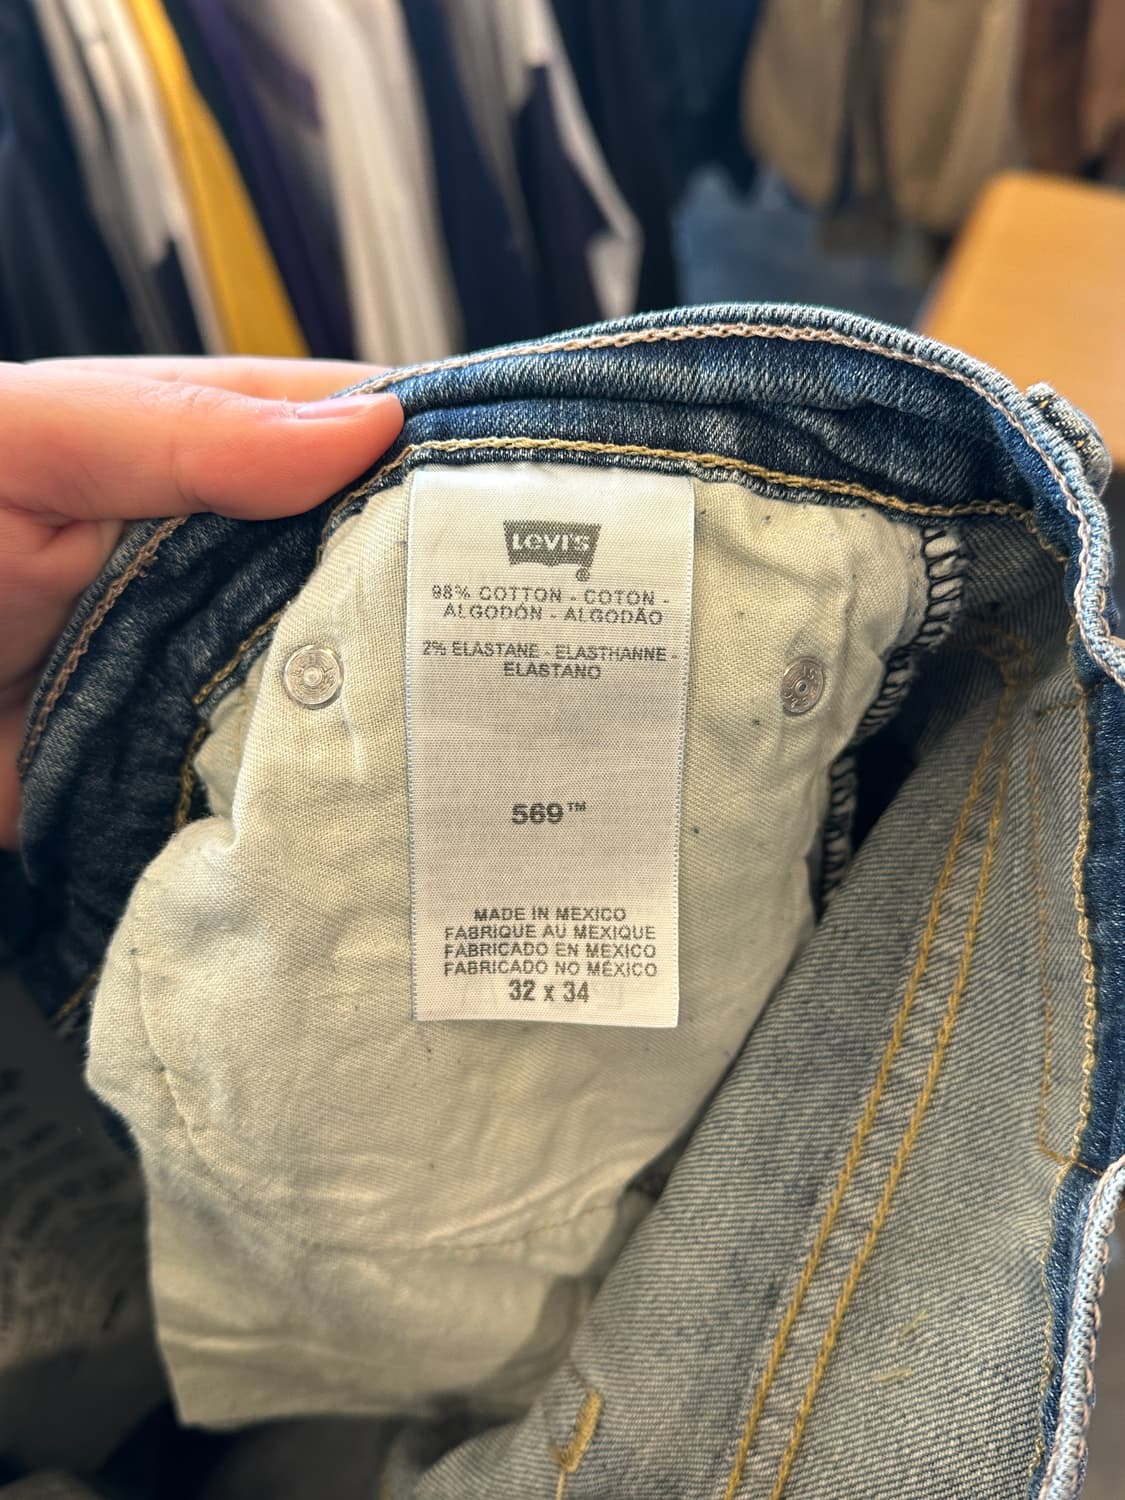 Levi's
98% COTTON - COTON -
ALGODÓN - ALGODÃO
2% ELASTANE - ELASTHANNE -
ELASTANO
569™
MADE IN MEXICO
FABRIQUE AU MEXIQUE
FABRICADO EN MEXICO
FABRICADO NO MÉXICO
32 x 34